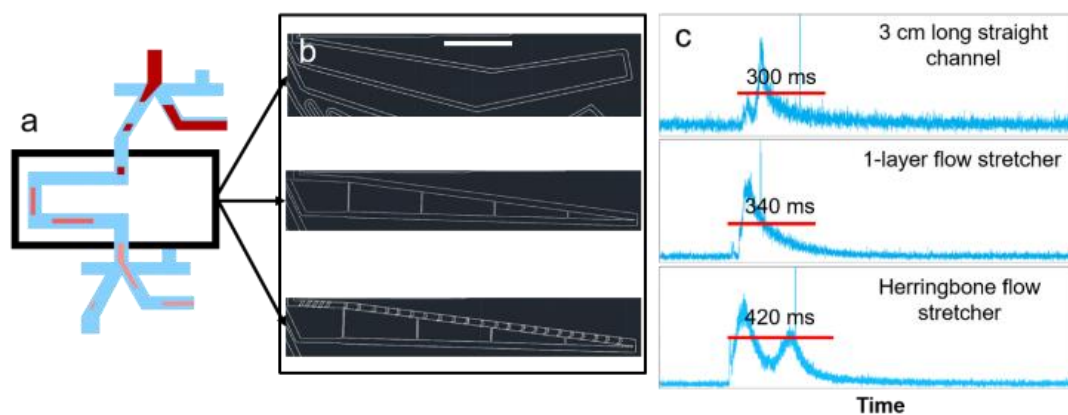 a
b
c
3 cm long straight
channel
300 ms
1-layer flow stretcher
340 ms
Herringbone flow
stretcher
420 ms
Time